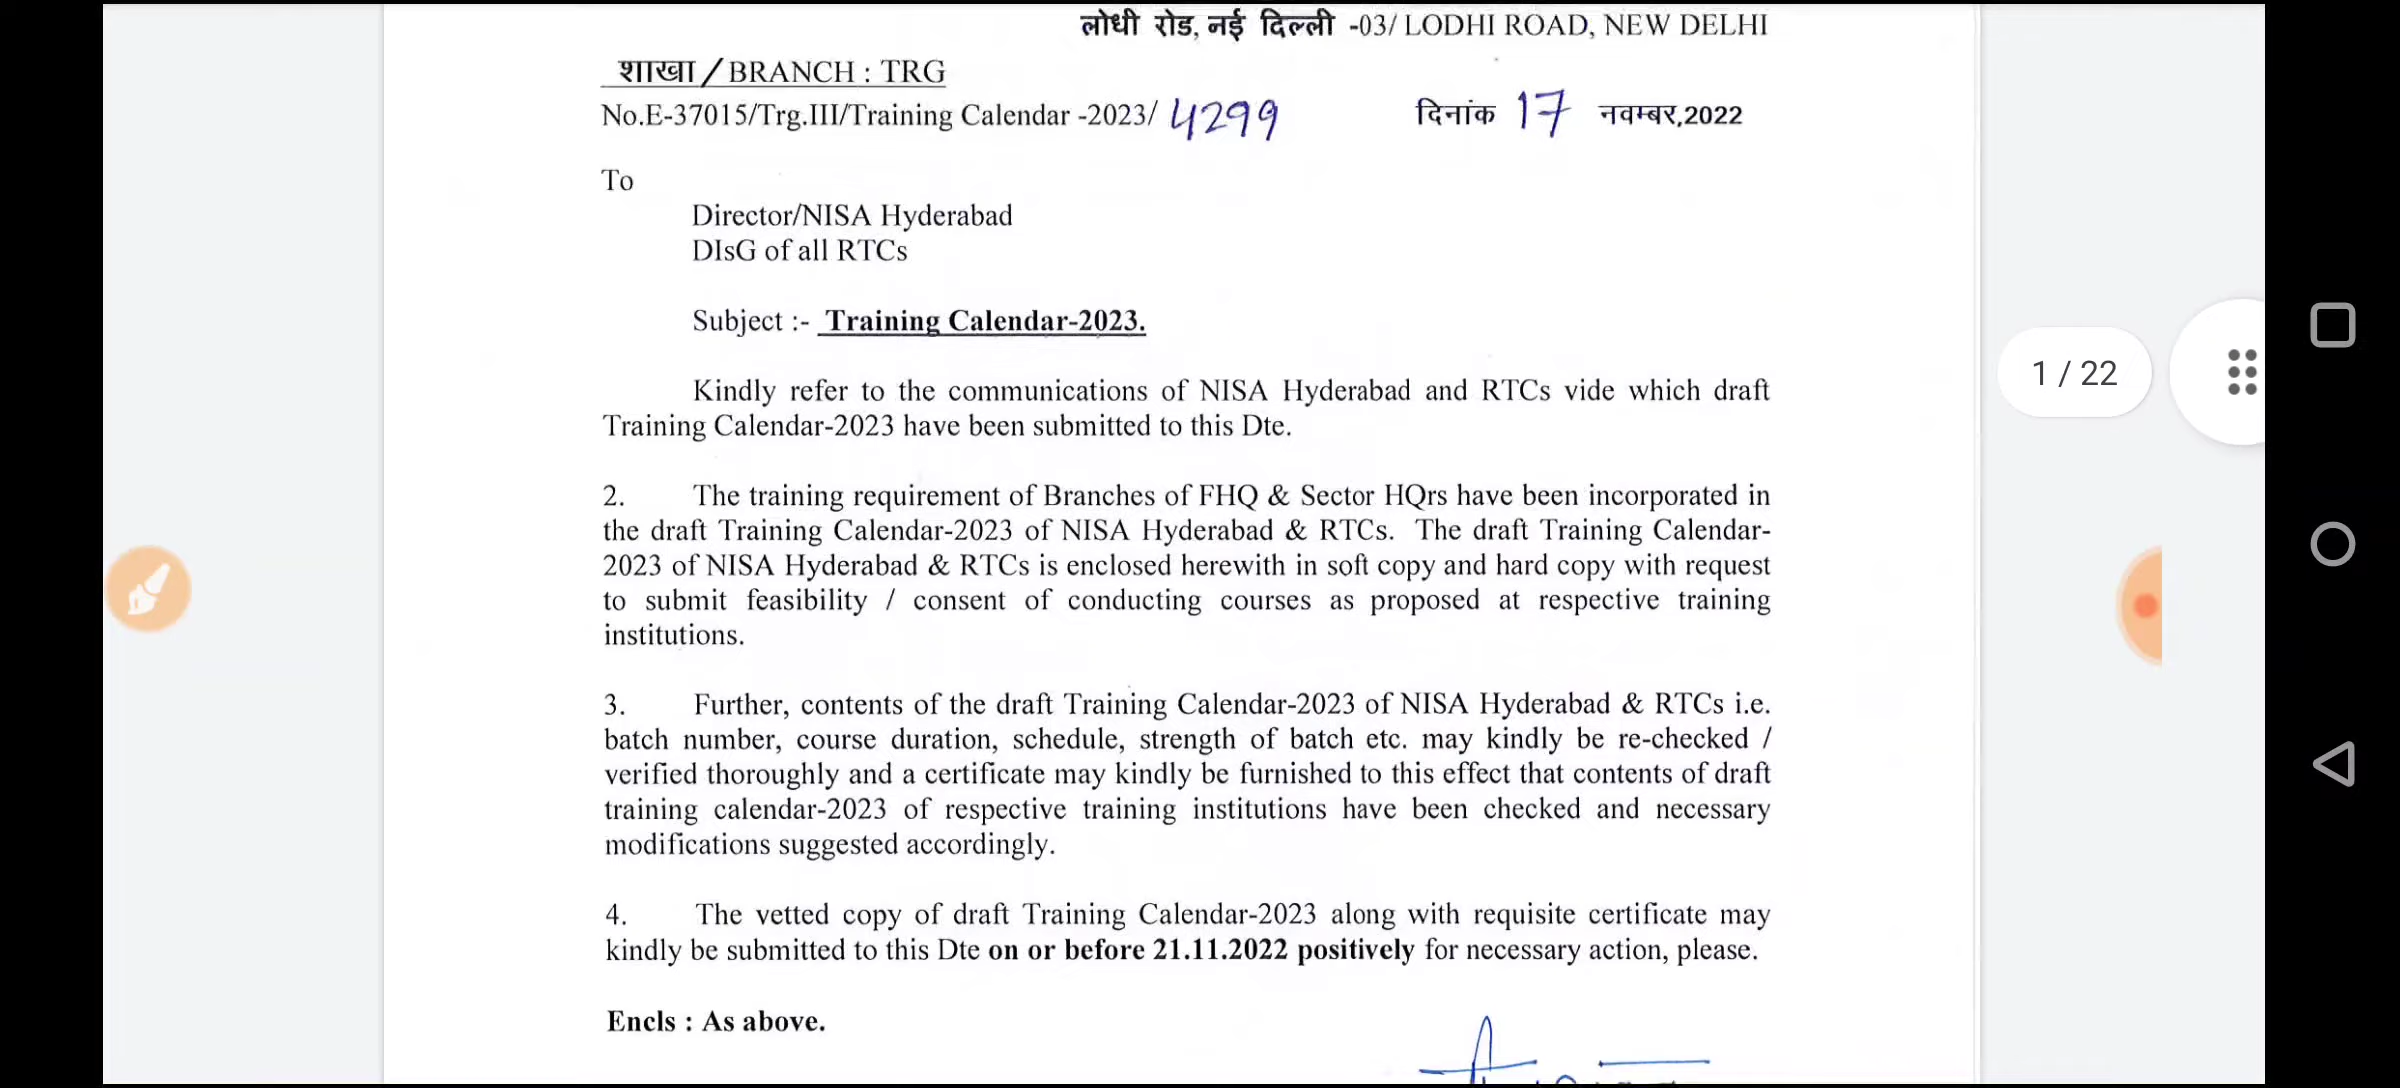 लोधी रोड, नई दिल्ली -03/ LODHI ROAD, NEW DELHI
शाखा / BRANCH : TRG
No.E-37015/Trg.III/Training Calendar -2023/ 4299 दिनांक 17 नवम्बर,2022
To
Director/NISA Hyderabad
DIsG of all RTCs
Subject :- Training Calendar-2023.
Kindly refer to the communications of NISA Hyderabad and RTCs vide which draft
Training Calendar-2023 have been submitted to this Dte.
1 / 22
2. The training requirement of Branches of FHQ & Sector HQrs have been incorporated in
the draft Training Calendar-2023 of NISA Hyderabad & RTCs. The draft Training Calendar-
2023 of NISA Hyderabad & RTCs is enclosed herewith in soft copy and hard copy with request
to submit feasibility / consent of conducting courses as proposed at respective training
institutions.
3. Further, contents of the draft Training Calendar-2023 of NISA Hyderabad & RTCs i.e.
batch number, course duration, schedule, strength of batch etc. may kindly be re-checked /
verified thoroughly and a certificate may kindly be furnished to this effect that contents of draft
training calendar-2023 of respective training institutions have been checked and necessary
modifications suggested accordingly.
4. The vetted copy of draft Training Calendar-2023 along with requisite certificate may
kindly be submitted to this Dte on or before 21.11.2022 positively for necessary action, please.
Encls : As above.